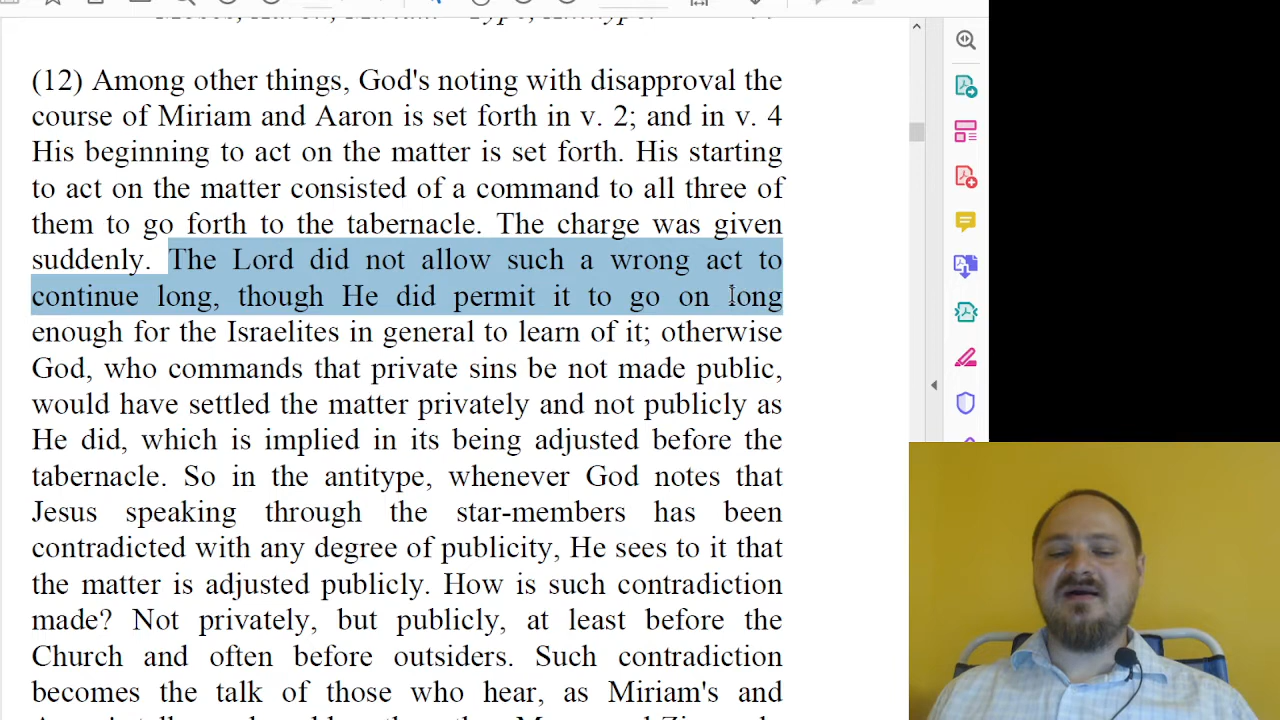 (12) Among other things, God's noting with disapproval the
course of Miriam and Aaron is set forth in v. 2; and in v. 4
His beginning to act on the matter is set forth. His starting
to act on the matter consisted of a command to all three of
them to go forth to the tabernacle. The charge was given
suddenly. The Lord did not allow such a wrong act to
continue long, though He did permit it to go on long
enough for the Israelites in general to learn of it; otherwise
God, who commands that private sins be not made public,
would have settled the matter privately and not publicly as
He did, which is implied in its being adjusted before the
tabernacle. So in the antitype, whenever God notes that
Jesus speaking through the star-members has been
contradicted with any degree of publicity, He sees to it that
the matter is adjusted publicly. How is such contradiction
made? Not privately, but publicly, at least before the
Church and often before outsiders. Such contradiction
becomes the talk of those who hear, as Miriam's and